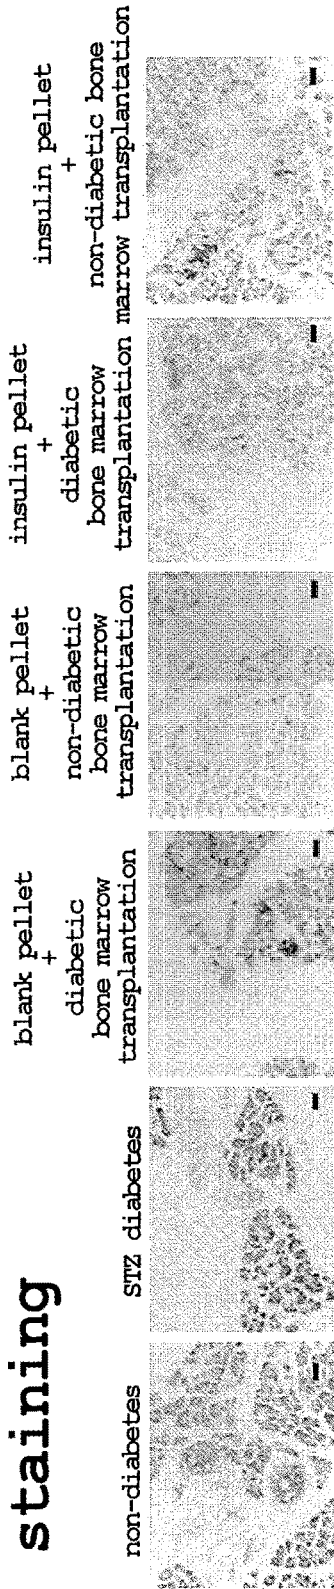 staining
non-diabetes
STZ diabetes
blank pellet
+
diabetic
bone marrow
transplantation
blank pellet
+
non-diabetic
bone marrow
transplantation
insulin pellet
+
diabetic
bone marrow
transplantation
insulin pellet
+
non-diabetic bone
marrow transplantation